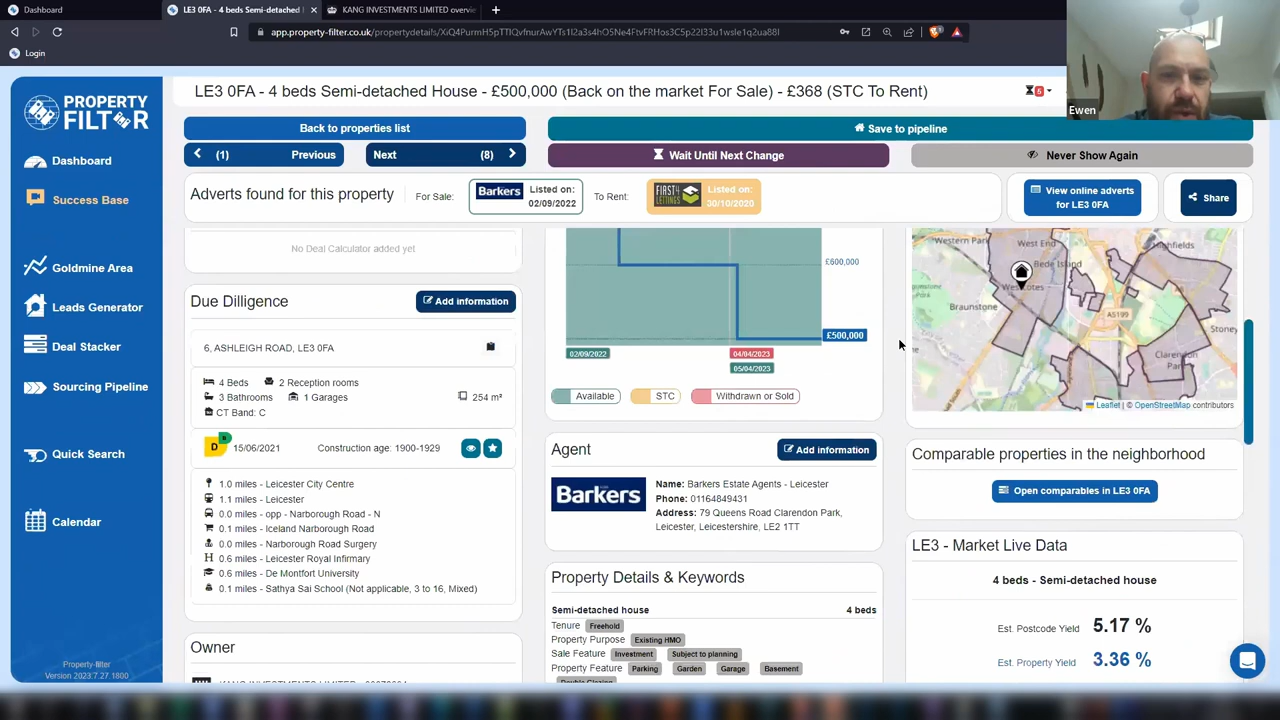 Dashboard
LE3 0FA - 4 beds Semi-detached
KANG INVESTMENTS LIMITED overvie
app.property-filter.co.uk/propertydetails/
Login
PROPERTY
FILTER
LE3 0FA - 4 beds Semi-detached House - £500,000 (Back on the market For Sale) - £368 (STC To Rent)
6
Ewen
Back to properties list
Save to pipeline
(1) Previous
Next (8)
Wait Until Next Change
Never Show Again
Adverts found for this property
For Sale:
Barkers
Listed on:
02/09/2022
To Rent:
FIRST4
LETTINGS
Listed on:
30/10/2020
View online adverts
for LE3 0FA
Share
Dashboard
Success Base
Goldmine Area
Leads Generator
Deal Stacker
Sourcing Pipeline
Quick Search
Calendar
Property-filter
Version 2023.7.27.1800
No Deal Calculator added yet
Due Dilligence
Add information
6, ASHLEIGH ROAD, LE3 0FA
4 Beds
2 Reception rooms
3 Bathrooms
1 Garages
254 m²
CT Band: C
D
B
15/06/2021
Construction age: 1900-1929
1.0 miles - Leicester City Centre
1.1 miles - Leicester
0.0 miles - opp - Narborough Road - N
0.1 miles - Iceland Narborough Road
0.0 miles - Narborough Road Surgery
0.6 miles - Leicester Royal Infirmary
0.6 miles - De Montfort University
0.1 miles - Sathya Sai School (Not applicable, 3 to 16, Mixed)
Owner
£600,000
£500,000
02/09/2022
04/04/2023
05/04/2023
Available
STC
Withdrawn or Sold
Agent
Add information
Barkers
Name: Barkers Estate Agents - Leicester
Phone: 01164849431
Address: 79 Queens Road Clarendon Park,
Leicester, Leicestershire, LE2 1TT
Property Details & Keywords
Semi-detached house
4 beds
Tenure Freehold
Property Purpose Existing HMO
Sale Feature Investment Subject to planning
Property Feature Parking Garden Garage Basement
Double Glazing
Western Park
West End
Highfields
Bede Island
Westcotes
Braunstone
A5199
Stoney
Clarendon
Park
Leaflet | © OpenStreetMap contributors
Comparable properties in the neighborhood
Open comparables in LE3 0FA
LE3 - Market Live Data
4 beds - Semi-detached house
Est. Postcode Yield 5.17 %
Est. Property Yield 3.36 %